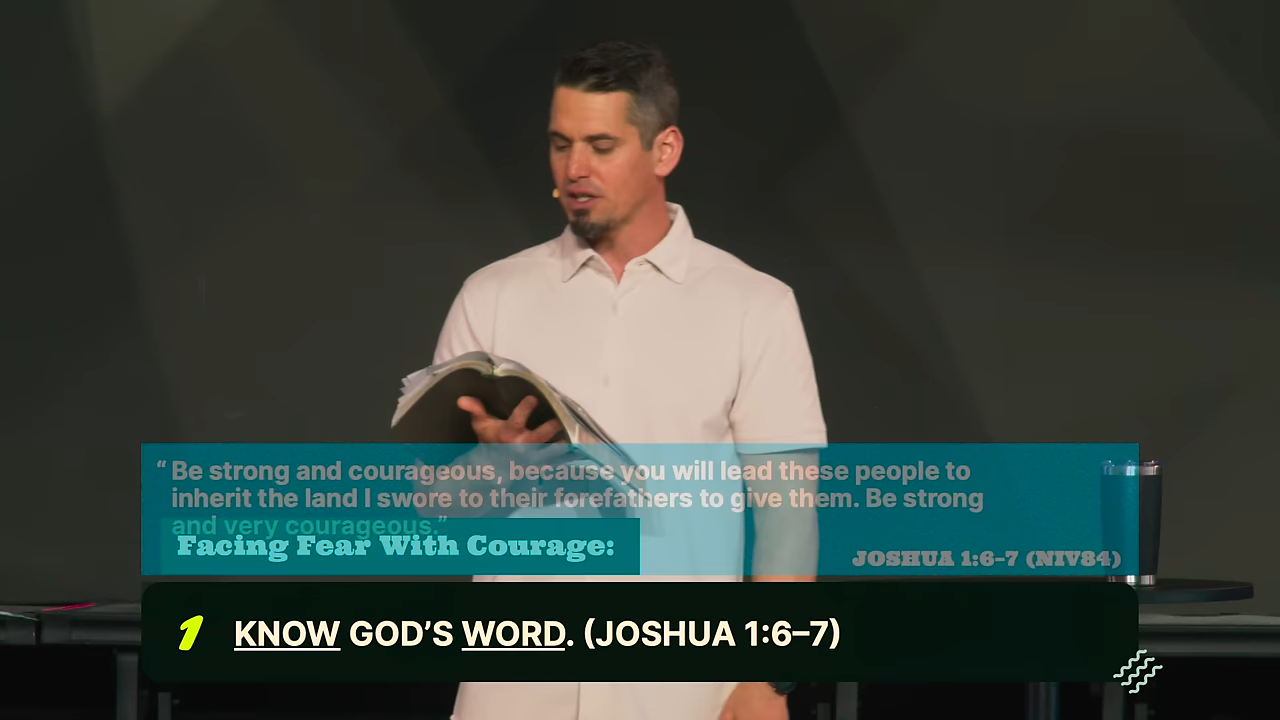 “ Be strong and courageous, because you will lead these people to
inherit the land I swore to their forefathers to give them. Be strong
and very courageous.”
Facing Fear With Courage:
JOSHUA 1:6–7 (NIV84)
1 KNOW GOD’S WORD. (JOSHUA 1:6–7)